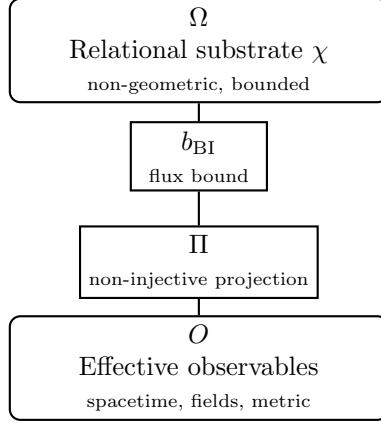 Ω
Relational substrate χ
non-geometric, bounded
b_BI
flux bound
Π
non-injective projection
O
Effective observables
spacetime, fields, metric